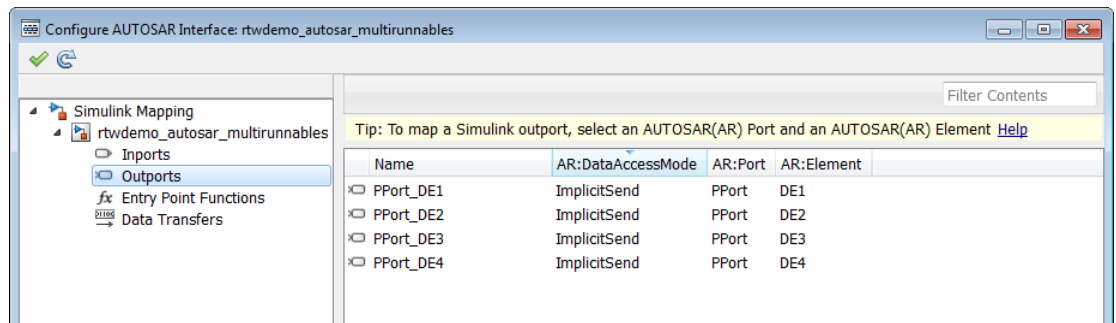 Configure AUTOSAR Interface: rtwdemo_autosar_multirunnables
Filter Contents
Simulink Mapping
rtwdemo_autosar_multirunnables
Inports
Outports
fx Entry Point Functions
Data Transfers
Tip: To map a Simulink outport, select an AUTOSAR(AR) Port and an AUTOSAR(AR) Element Help
Name AR:DataAccessMode AR:Port AR:Element
PPort_DE1 ImplicitSend PPort DE1
PPort_DE2 ImplicitSend PPort DE2
PPort_DE3 ImplicitSend PPort DE3
PPort_DE4 ImplicitSend PPort DE4